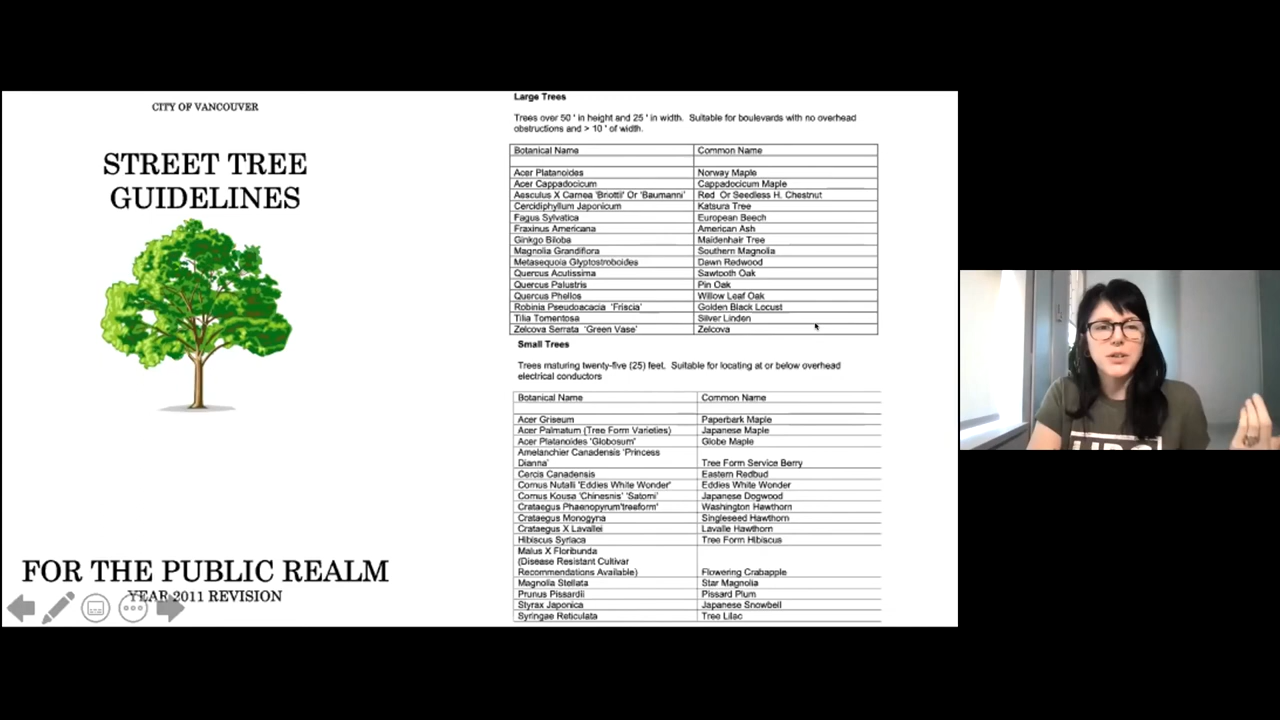 CITY OF VANCOUVER
STREET TREE
GUIDELINES
FOR THE PUBLIC REALM
YEAR 2011 REVISION
Large Trees
Trees over 50 ' in height and 25 ' in width. Suitable for boulevards with no overhead
obstructions and > 10 ' of width.
Botanical Name Common Name
Acer Platanoides Norway Maple
Acer Cappadocicum Cappadocicum Maple
Aesculus X Carnea 'Briotti' Or 'Baumanni' Red Or Seedless H. Chestnut
Cercidiphyllum Japonicum Katsura Tree
Fagus Sylvatica European Beech
Fraxinus Americana American Ash
Ginkgo Biloba Maidenhair Tree
Magnolia Grandiflora Southern Magnolia
Metasequoia Glyptostroboides Dawn Redwood
Quercus Acutissima Sawtooth Oak
Quercus Palustris Pin Oak
Quercus Phellos Willow Leaf Oak
Robinia Pseudoacacia 'Friscia' Golden Black Locust
Tilia Tomentosa Silver Linden
Zelcova Serrata 'Green Vase' Zelcova
Small Trees
Trees maturing twenty-five (25) feet. Suitable for locating at or below overhead
electrical conductors
Botanical Name Common Name
Acer Griseum Paperbark Maple
Acer Palmatum (Tree Form Varieties) Japanese Maple
Acer Platanoides 'Globosum' Globe Maple
Amelanchier Canadensis 'Princess
Dianna' Tree Form Service Berry
Cercis Canadensis Eastern Redbud
Cornus Nutalli 'Eddies White Wonder' Eddies White Wonder
Cornus Kousa 'Chinesnis' 'Satomi' Japanese Dogwood
Crataegus Phaenopyrum'treeform' Washington Hawthorn
Crataegus Monogyna Singleseed Hawthorn
Crataegus X Lavallei Lavalle Hawthorn
Hibiscus Syriaca Tree Form Hibiscus
Malus X Floribunda
(Disease Resistant Cultivar
Recommendations Available) Flowering Crabapple
Magnolia Stellata Star Magnolia
Prunus Pissardii Pissard Plum
Styrax Japonica Japanese Snowbell
Syringae Reticulata Tree Lilac